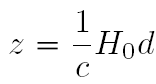 z = \frac{1}{c} H_0 d